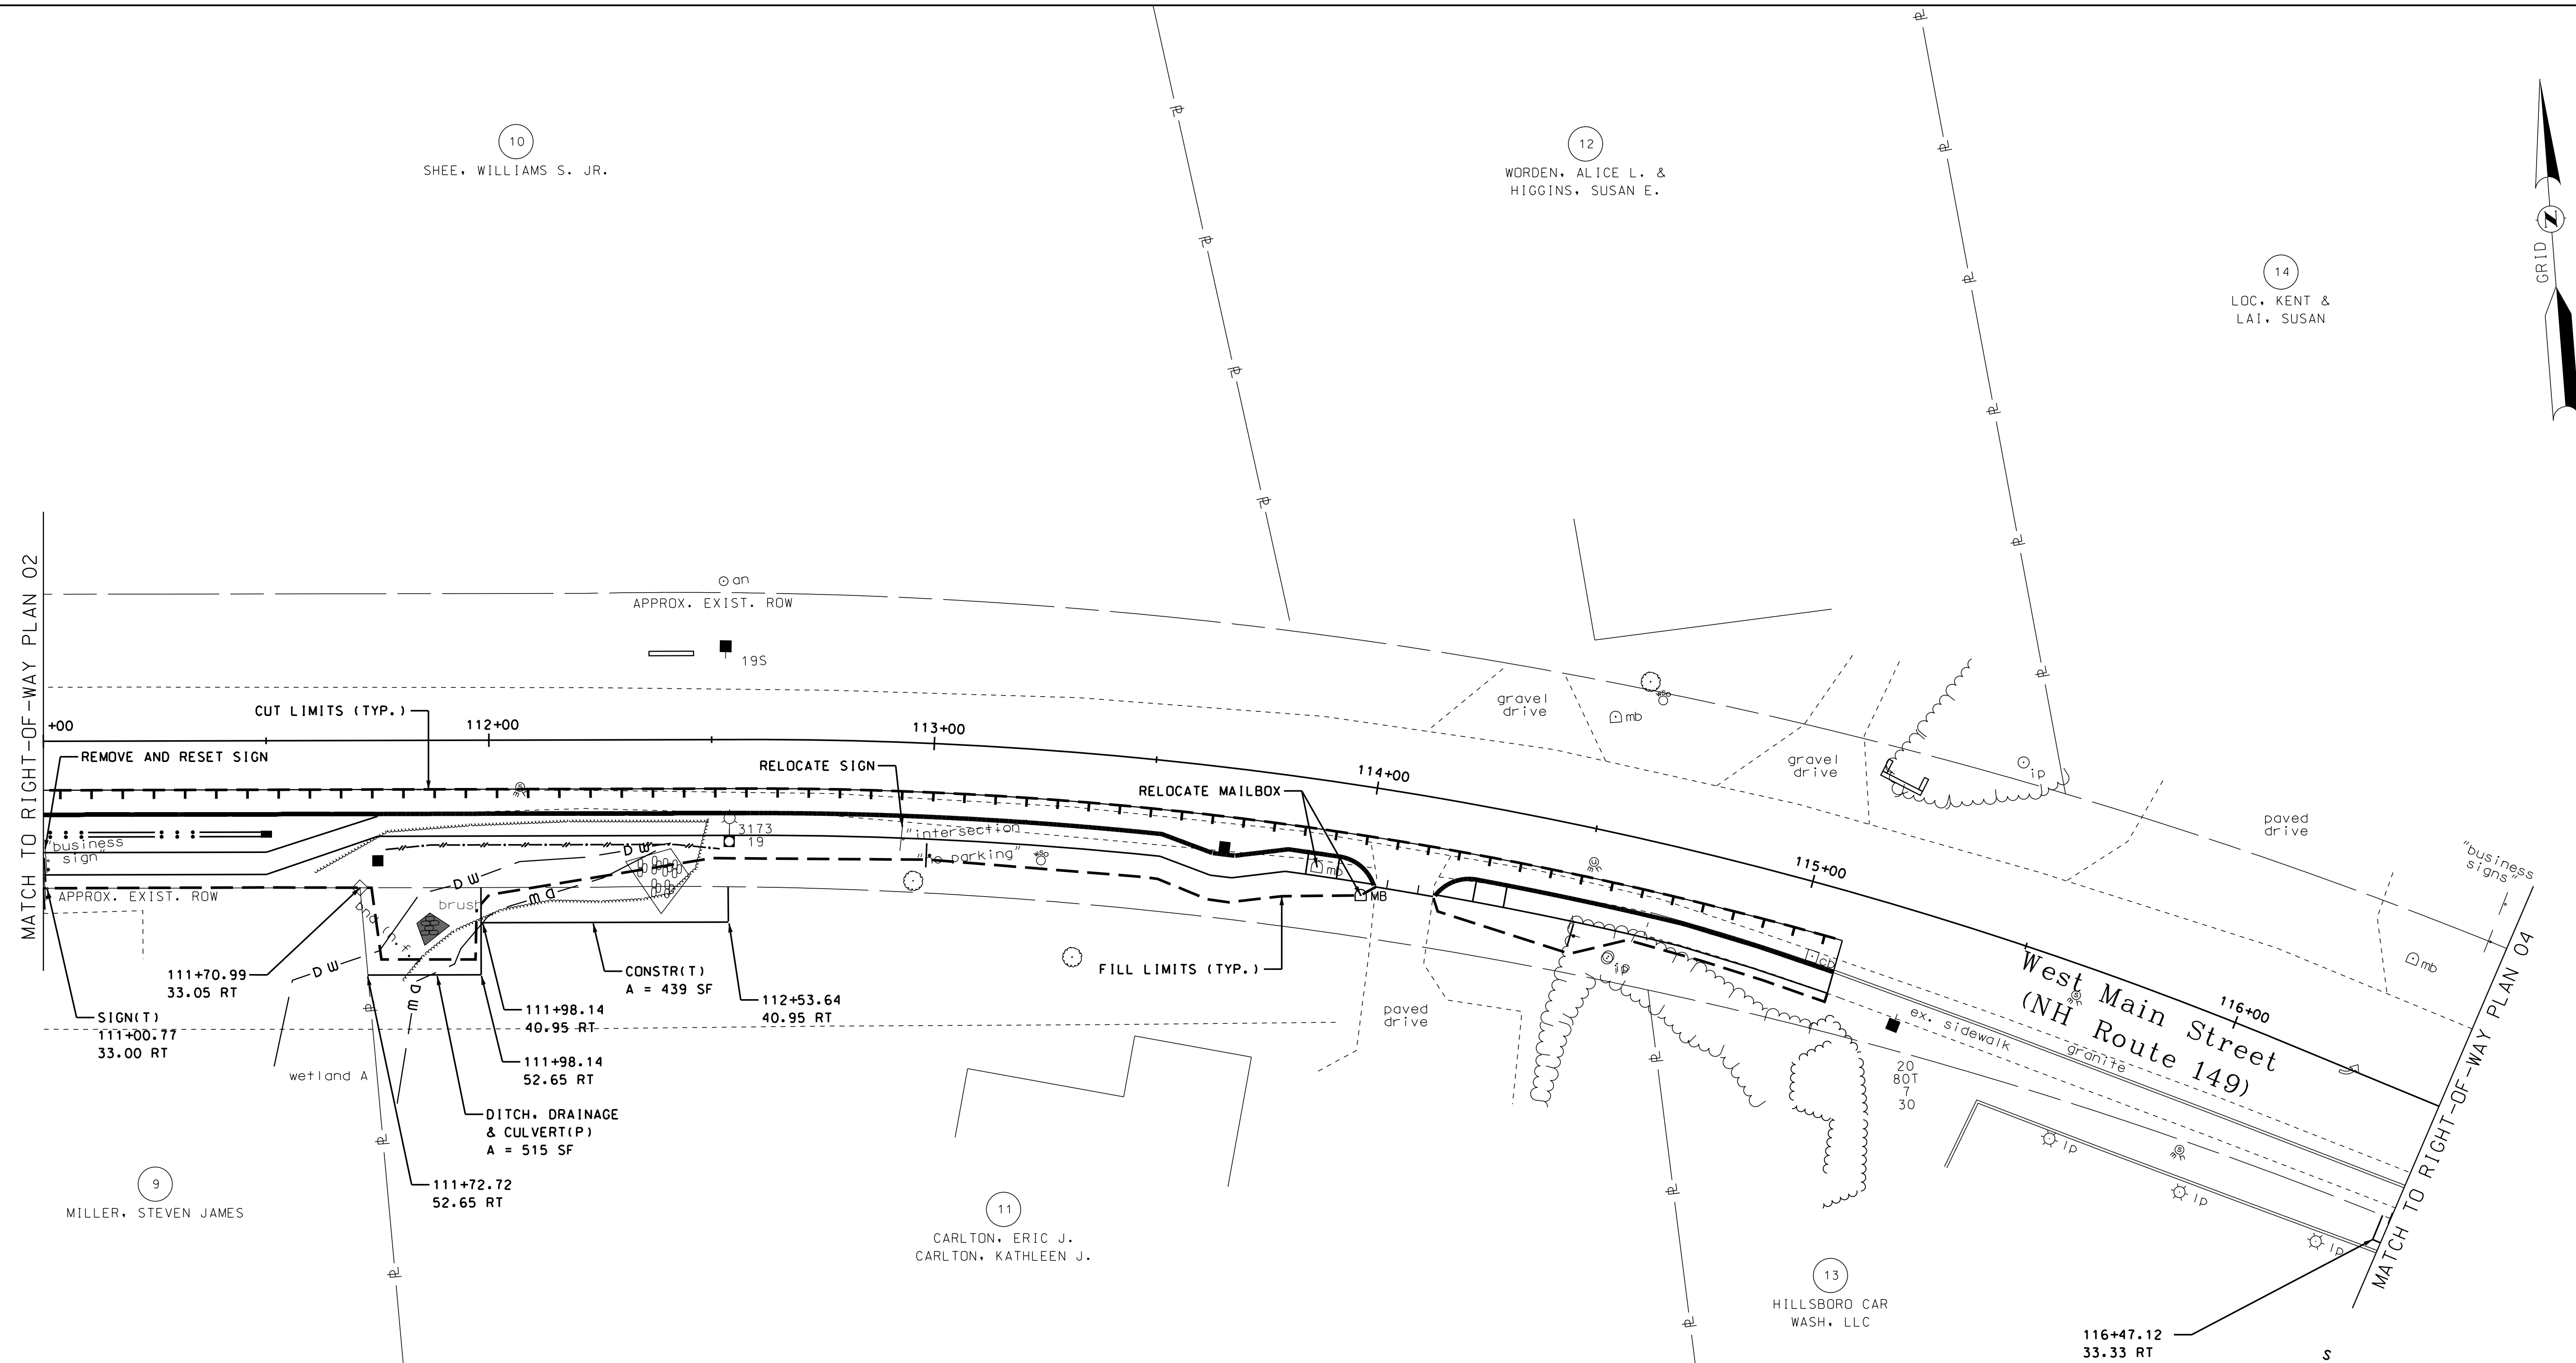 10
SHEE, WILLIAMS S. JR.
12
WORDEN, ALICE L. &
HIGGINS, SUSAN E.
14
LOC, KENT &
LAI, SUSAN
GRID
N
MATCH TO RIGHT-OF-WAY PLAN 02
an
APPROX. EXIST. ROW
19S
gravel
drive
mb
gravel
drive
ip
paved
drive
"business
signs"
mb
+00
CUT LIMITS (TYP.)
112+00
113+00
114+00
115+00
116+00
REMOVE AND RESET SIGN
RELOCATE SIGN
RELOCATE MAILBOX
"business
sign"
3173
19
"intersection"
"no parking"
mb
MB
cb
APPROX. EXIST. ROW
brush
ip
111+70.99
33.05 RT
SIGN(T)
111+00.77
33.00 RT
CONSTR(T)
A = 439 SF
112+53.64
40.95 RT
111+98.14
40.95 RT
111+98.14
52.65 RT
FILL LIMITS (TYP.)
paved
drive
wetland A
DITCH, DRAINAGE
& CULVERT(P)
A = 515 SF
111+72.72
52.65 RT
West Main Street
(NH Route 149)
ex. sidewalk
granite
20
80T
7
30
lp
lp
lp
MATCH TO RIGHT-OF-WAY PLAN 04
9
MILLER, STEVEN JAMES
11
CARLTON, ERIC J.
CARLTON, KATHLEEN J.
13
HILLSBORO CAR
WASH, LLC
116+47.12
33.33 RT
S